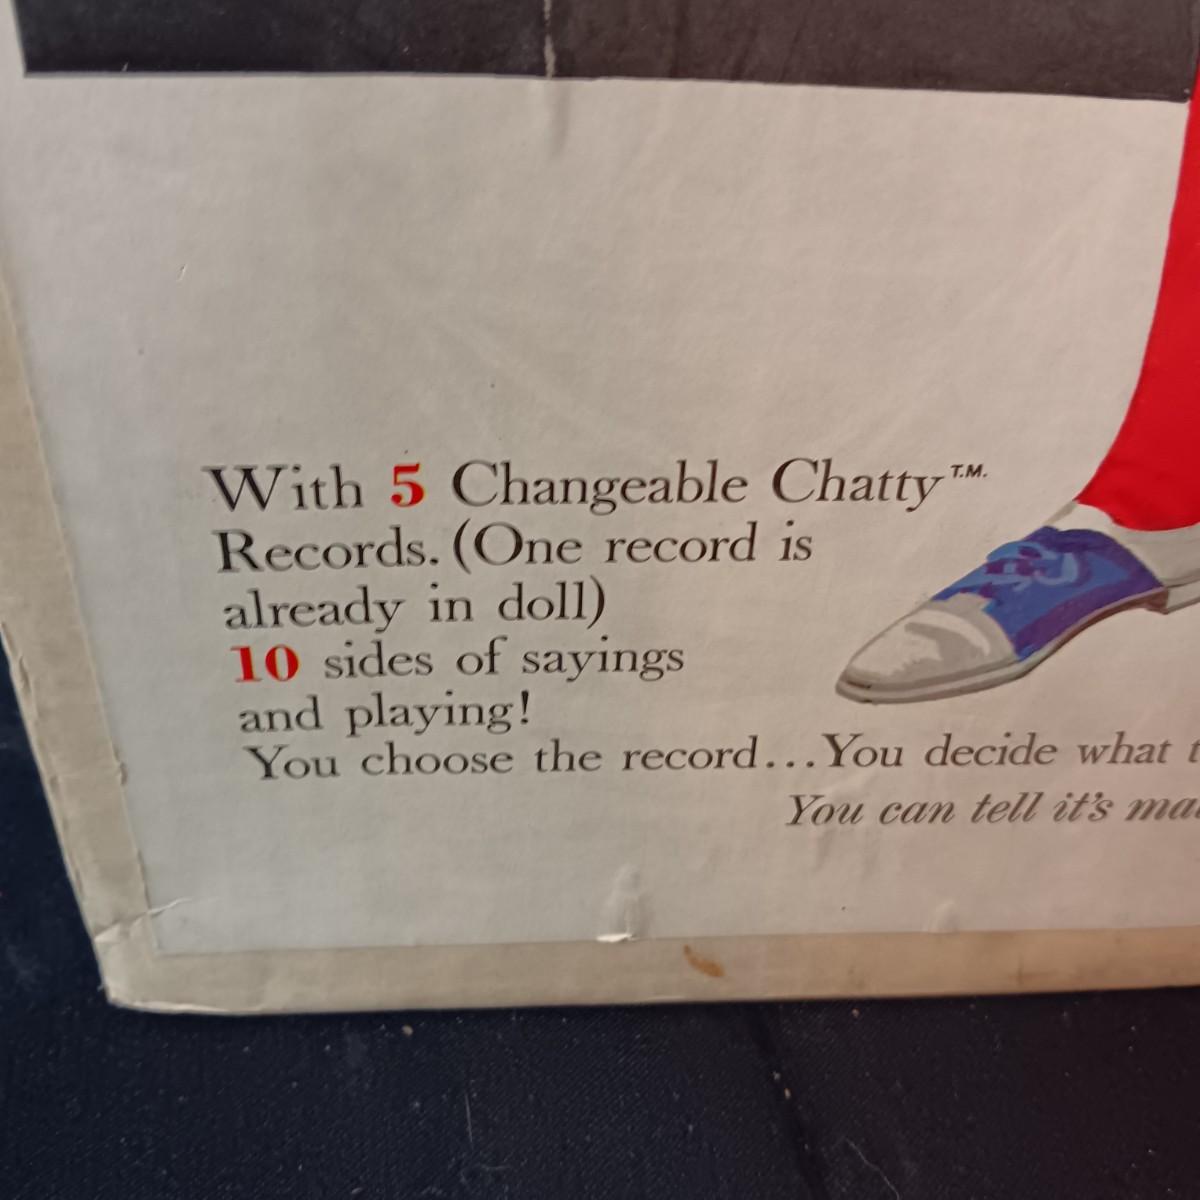 With 5 Changeable Chatty T.M.
Records. (One record is
already in doll)
10 sides of sayings
and playing!
You choose the record...You decide what
You can tell it's